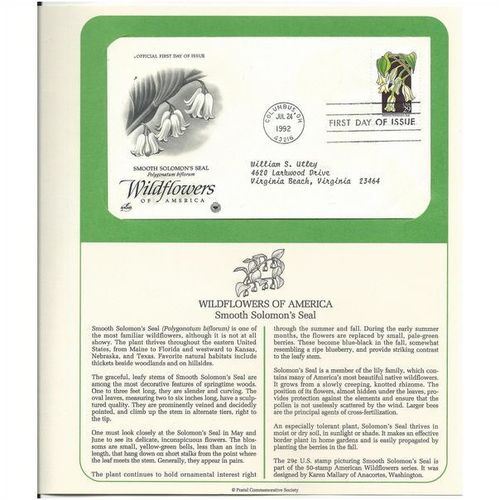 OFFICIAL FIRST DAY OF ISSUE
SMOOTH SOLOMON'S SEAL
Polygonatum biflorum
Wildflowers
OF AMERICA
COLUMBUS, OH
JUL 24
1992
43216
FIRST DAY OF ISSUE
William S. Utley
4620 Larkwood Drive
Virginia Beach, Virginia 23464
WILDFLOWERS OF AMERICA
Smooth Solomon's Seal
Smooth Solomon's Seal (Polygonatum biflorum) is one of
the most familiar wildflowers, although it is not at all
showy. The plant thrives throughout the eastern United
States, from Maine to Florida and westward to Kansas,
Nebraska, and Texas. Favorite natural habitats include
thickets beside woodlands and on hillsides.
The graceful, leafy stems of Smooth Solomon's Seal are
among the most decorative features of springtime woods.
One to three feet long, they are slender and curving. The
oval leaves, measuring two to six inches long, have a sculp-
tured quality. They are prominently veined and decidedly
pointed, and climb the stem in alternate tiers, right to
the tip.
One must look closely at the Solomon's Seal in May and
June to see its delicate, inconspicuous flowers. The blos-
soms are small, yellow-green bells, less than an inch in
length, that hang down on short stalks from the point where
the leaf meets the stem. Generally, they appear in pairs.
The plant continues to hold ornamental interest right
through the summer and fall. During the early summer
months, the flowers are replaced by small, pale-green
berries. These become blue-black in the fall, somewhat
resembling a ripe blueberry, and provide striking contrast
to the leafy stem.
Solomon's Seal is a member of the lily family, which con-
tains many of America's most beautiful native wildflowers.
It grows from a slowly creeping, knotted rhizome. The
position of its flowers, almost hidden under the leaves, pro-
vides protection against the elements and ensure that the
pollen is not uselessly scattered by the wind. Larger bees
are the principal agents of cross-fertilization.
An especially tolerant plant, Solomon's Seal thrives in
moist or dry soil, in sunlight or shade. It makes an effective
border plant in home gardens and is easily propagated by
planting the berries in the fall.
The 29¢ U.S. stamp picturing Smooth Solomon's Seal is
part of the 50-stamp American Wildflowers series. It was
designed by Karen Mallary of Anacortes, Washington.
© Postal Commemorative Society